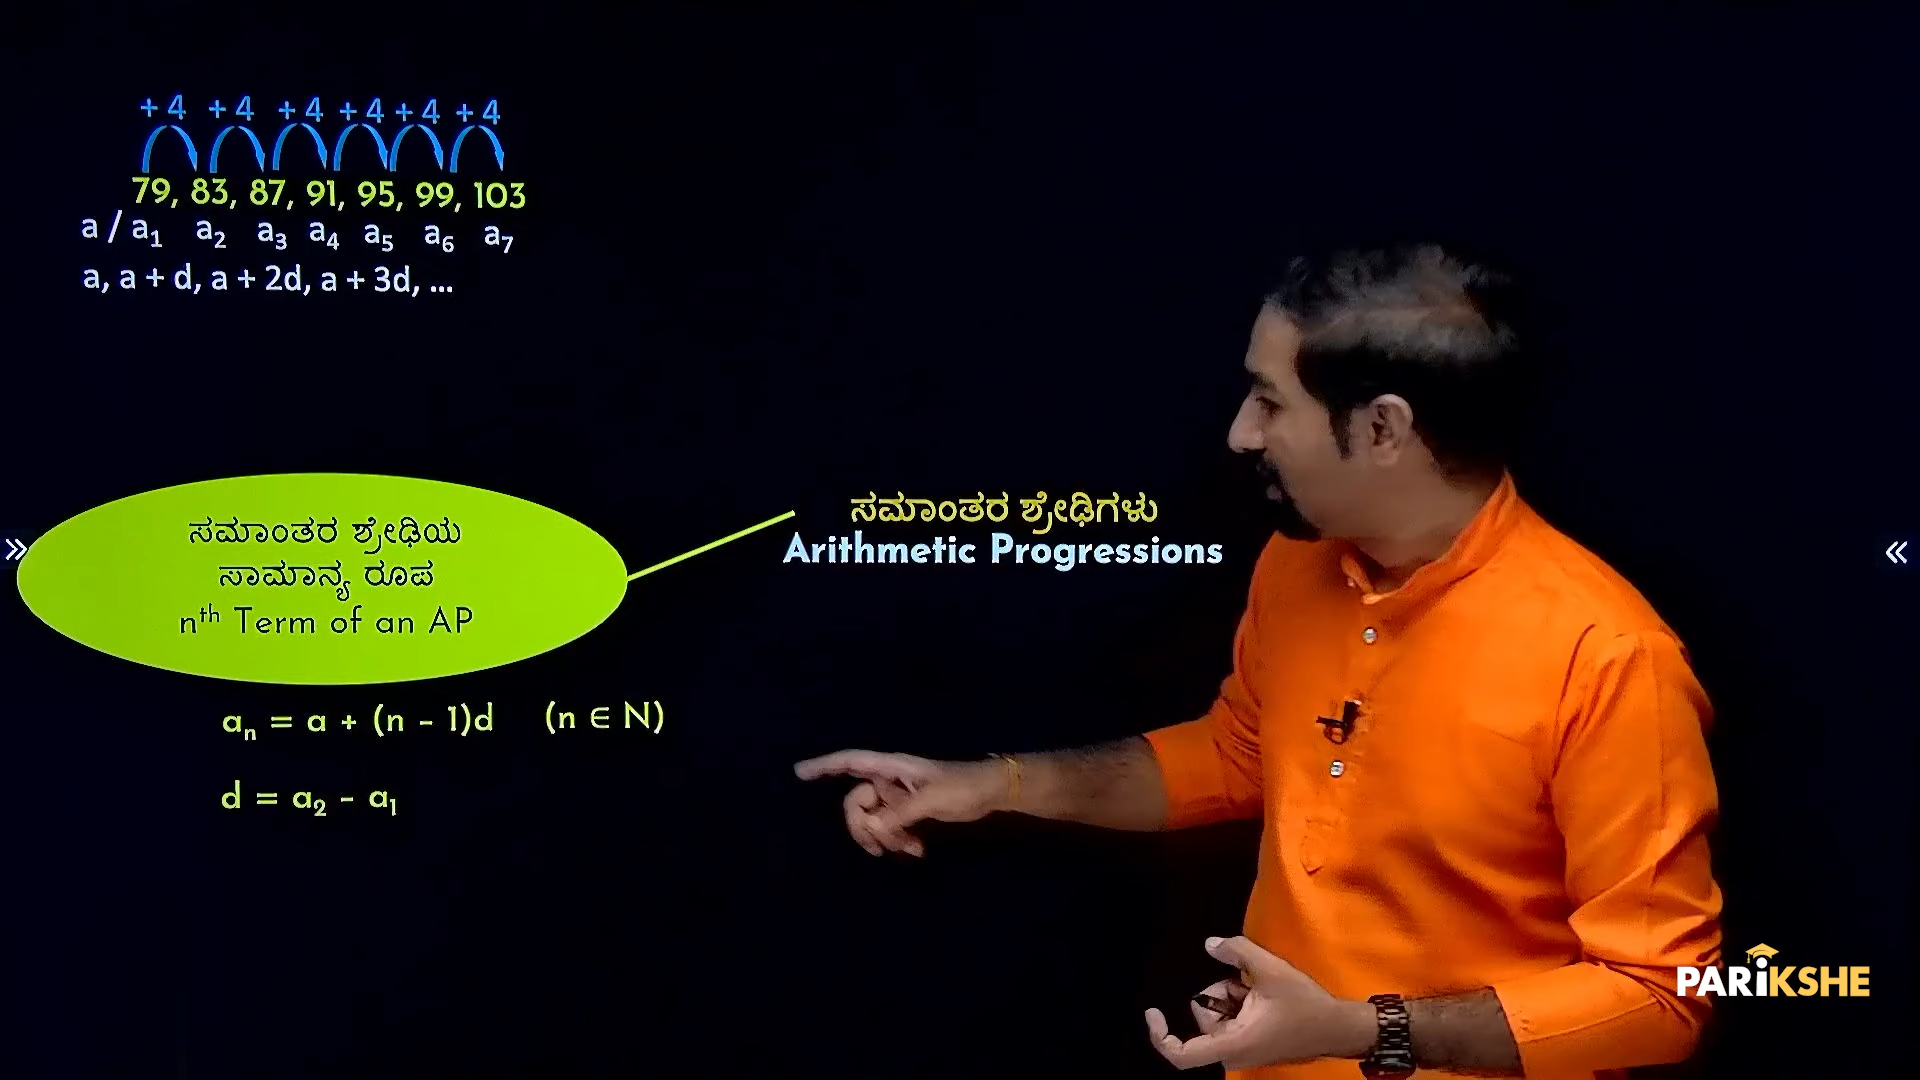 + 4 + 4 + 4 + 4 + 4 + 4
79, 83, 87, 91, 95, 99, 103
a / a₁ a₂ a₃ a₄ a₅ a₆ a₇
a, a + d, a + 2d, a + 3d, ...
ಸಮಾಂತರ ಶ್ರೇಢಿಗಳು
Arithmetic Progressions
»
«
ಸಮಾಂತರ ಶ್ರೇಢಿಯ
ಸಾಮಾನ್ಯ ರೂಪ
nᵗʰ Term of an AP
aₙ = a + (n - 1)d (n ∈ N)
d = a₂ - a₁
PARiKSHE